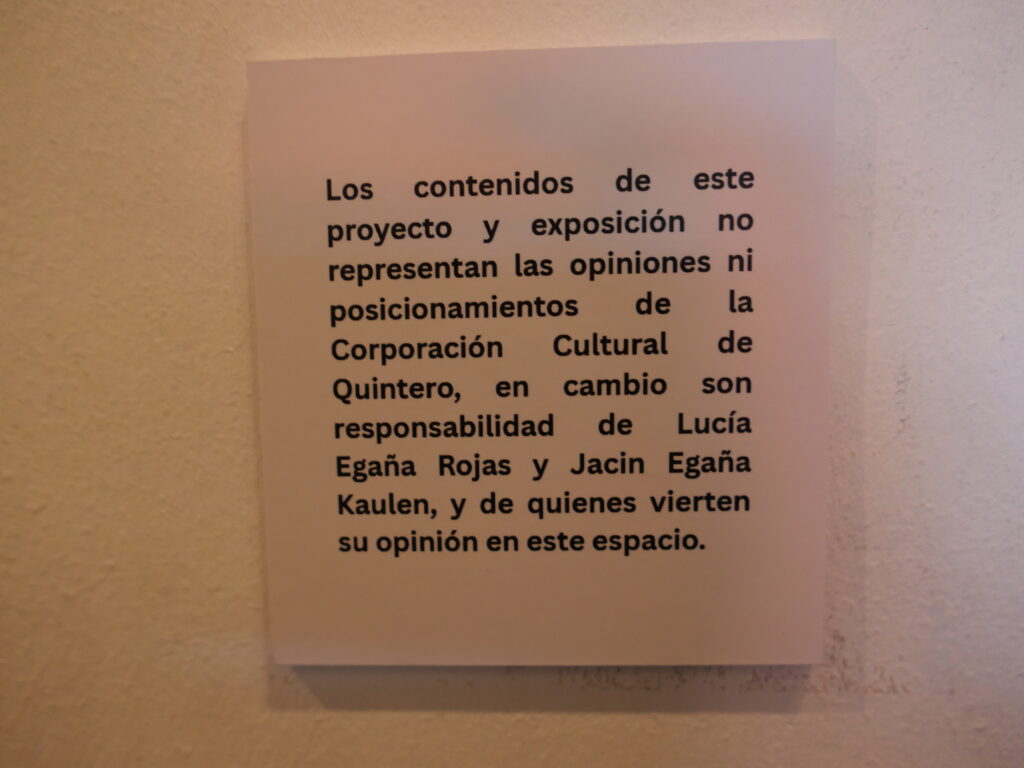 Los contenidos de este
proyecto y exposición no
representan las opiniones ni
posicionamientos de la
Corporación Cultural de
Quintero, en cambio son
responsabilidad de Lucía
Egaña Rojas y Jacin Egaña
Kaulen, y de quienes vierten
su opinión en este espacio.